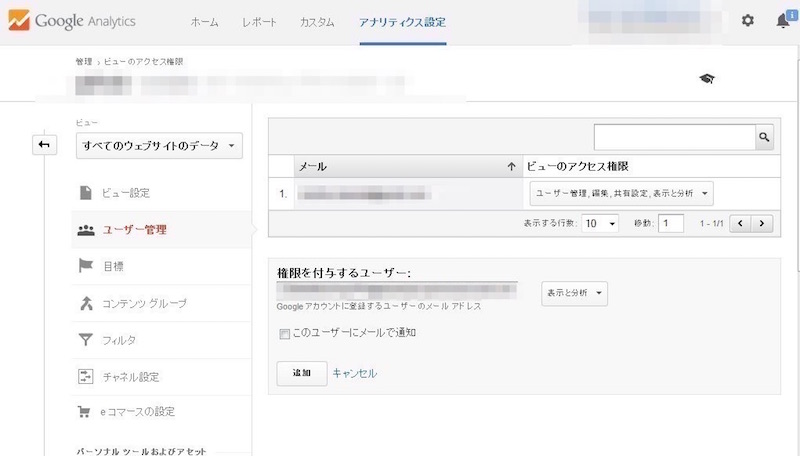 Google Analytics ホーム レポート カスタム アナリティクス設定
管理 › ビューのアクセス権限
ビュー
すべてのウェブサイトのデータ
ビュー設定
ユーザー管理
目標
コンテンツ グループ
フィルタ
チャネル設定
e コマースの設定
パーソナル ツールおよびアセット
メール ビューのアクセス権限
1. ユーザー管理, 編集, 共有設定, 表示と分析
表示する行数: 10 移動: 1 1 - 1/1
権限を付与するユーザー:
表示と分析
Google アカウントに登録するユーザーのメール アドレス
このユーザーにメールで通知
追加 キャンセル